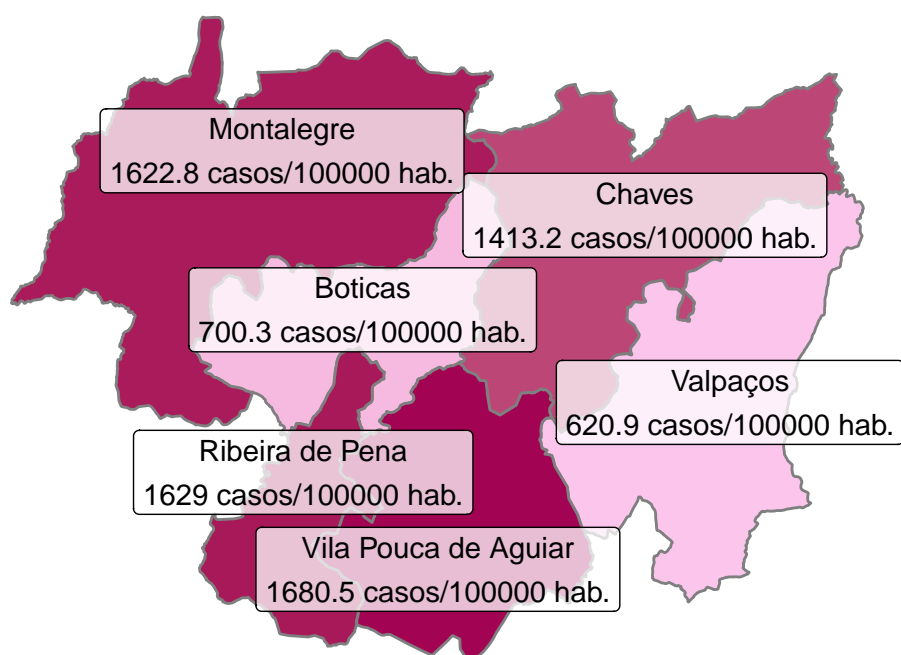 Montalegre
1622.8 casos/100000 hab.
Chaves
1413.2 casos/100000 hab.
Boticas
700.3 casos/100000 hab.
Valpaços
620.9 casos/100000 hab.
Ribeira de Pena
1629 casos/100000 hab.
Vila Pouca de Aguiar
1680.5 casos/100000 hab.